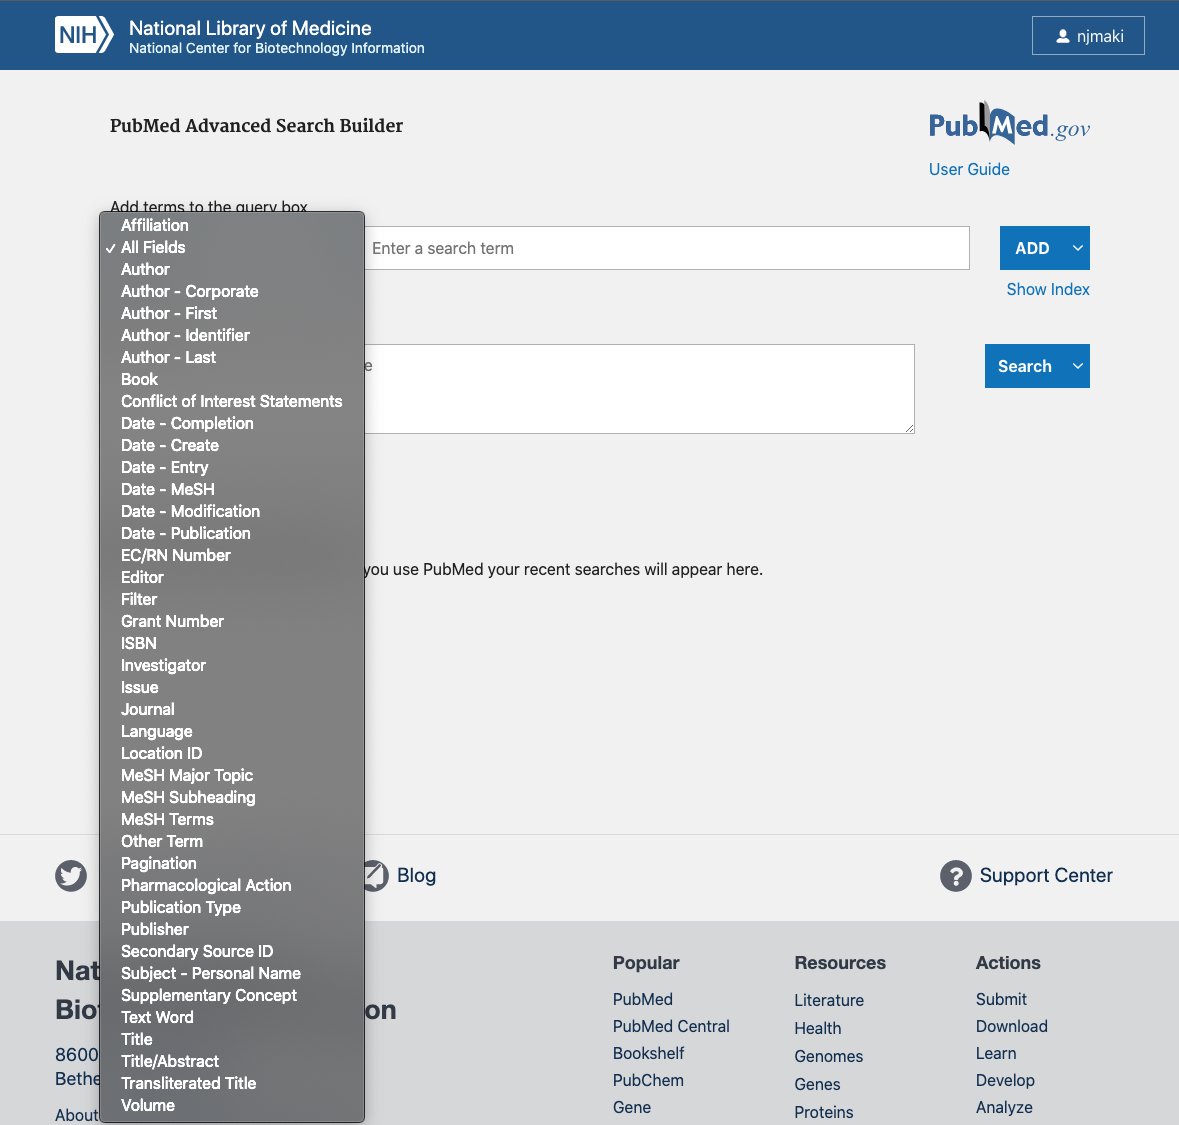 NIH National Library of Medicine
National Center for Biotechnology Information
njmaki
PubMed Advanced Search Builder
PubMed.gov
User Guide
Add terms to the query box
Affiliation
✓ All Fields
Author
Author - Corporate
Author - First
Author - Identifier
Author - Last
Book
Conflict of Interest Statements
Date - Completion
Date - Create
Date - Entry
Date - MeSH
Date - Modification
Date - Publication
EC/RN Number
Editor
Filter
Grant Number
ISBN
Investigator
Issue
Journal
Language
Location ID
MeSH Major Topic
MeSH Subheading
MeSH Terms
Other Term
Pagination
Pharmacological Action
Publication Type
Publisher
Secondary Source ID
Subject - Personal Name
Supplementary Concept
Text Word
Title
Title/Abstract
Transliterated Title
Volume
Enter a search term
ADD
Show Index
Search
you use PubMed your recent searches will appear here.
Blog
Support Center
8600
About
Popular
PubMed
PubMed Central
Bookshelf
PubChem
Gene
Resources
Literature
Health
Genomes
Genes
Proteins
Actions
Submit
Download
Learn
Develop
Analyze